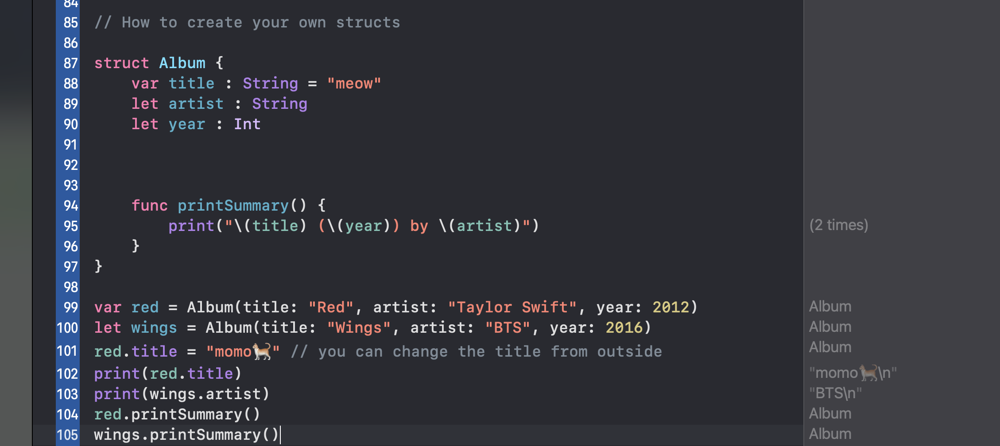 84
85 // How to create your own structs
86
87 struct Album {
88     var title : String = "meow"
89     let artist : String
90     let year : Int
91
92
93
94     func printSummary() {
95         print("\(title) (\(year)) by \(artist)") (2 times)
96     }
97 }
98
99 var red = Album(title: "Red", artist: "Taylor Swift", year: 2012) Album
100 let wings = Album(title: "Wings", artist: "BTS", year: 2016) Album
101 red.title = "momo🐈" // you can change the title from outside Album
102 print(red.title) "momo🐈\n"
103 print(wings.artist) "BTS\n"
104 red.printSummary() Album
105 wings.printSummary() Album